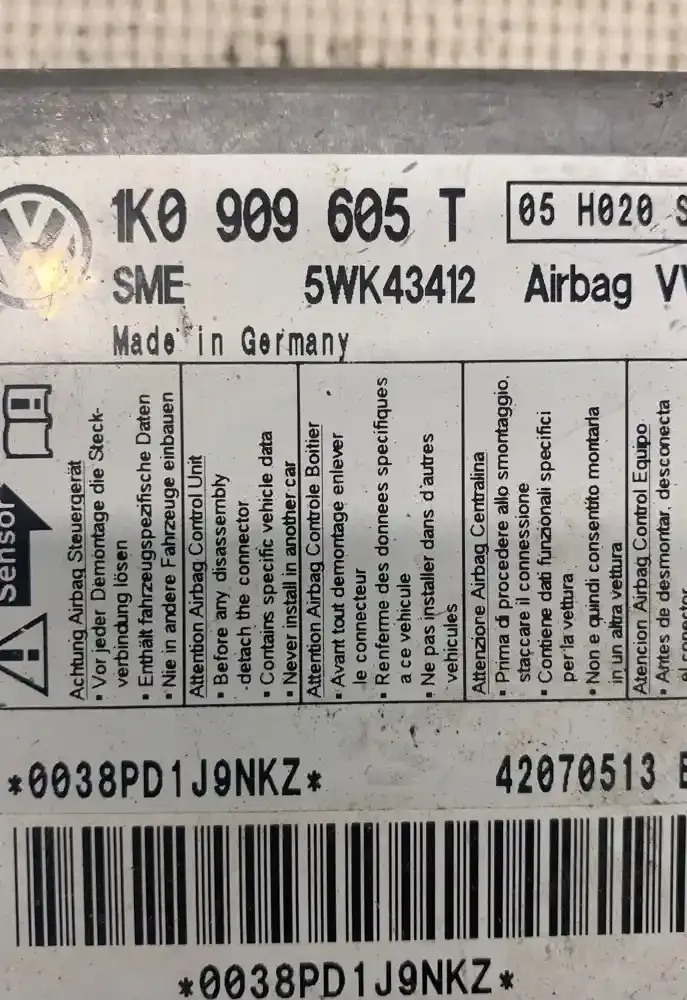 1K0 909 605 T
05 H020 S
SME 5WK43412 Airbag
Made in Germany
Sensor
Achtung Airbag Steuergerät
▪ Vor jeder Demontage die Steck-
verbindung lösen
▪ Enthält fahrzeugspezifische Daten
▪ Nie in andere Fahrzeuge einbauen
Attention Airbag Control Unit
▪ Before any disassembly
detach the connector
▪ Contains specific vehicle data
▪ Never install in another car
Attention Airbag Contrôle Boitier
▪ Avant tout demontage enlever
le connecteur
▪ Renferme des donnees specifiques
a ce vehicule
▪ Ne pas installer dans d'autres
vehicules
Attenzione Airbag Centralina
▪ Prima di procedere allo smontaggio,
staccare il connessione
▪ Contiene dati funzionali specifici
per la vettura
▪ Non e quindi consentito montarla
in un altra vettura
Atencion Airbag Control Equipo
▪ Antes de desmontar, desconecta
el conector
*0038PD1J9NKZ*
42070513
*0038PD1J9NKZ*